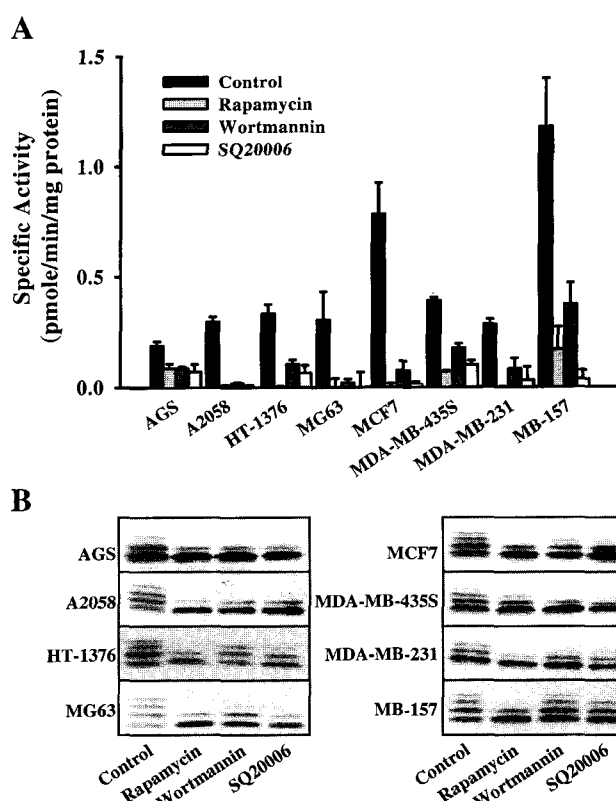 A
Specific Activity
(pmole/min/mg protein)
1.5
1.0
0.5
0.0
Control
Rapamycin
Wortmannin
SQ20006
AGS
A2058
HT-1376
MG63
MCF7
MDA-MB-435S
MDA-MB-231
MB-157
B
AGS
A2058
HT-1376
MG63
MCF7
MDA-MB-435S
MDA-MB-231
MB-157
Control
Rapamycin
Wortmannin
SQ20006
Control
Rapamycin
Wortmannin
SQ20006